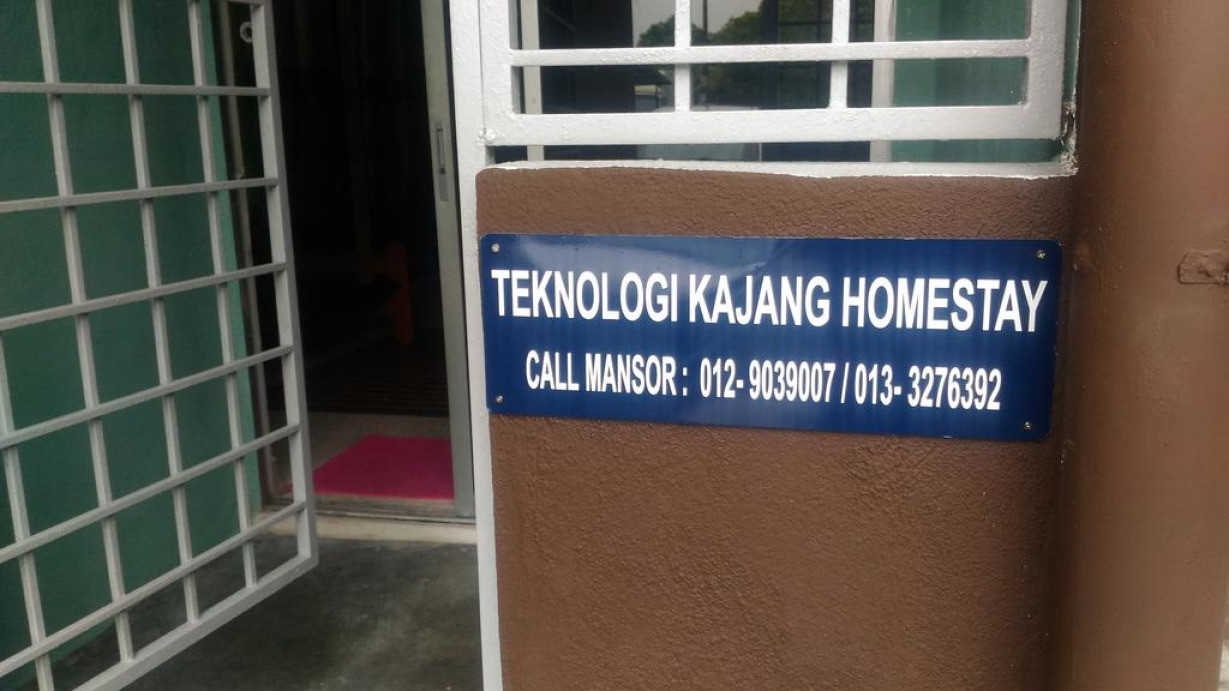 TEKNOLOGI KAJANG HOMESTAY
CALL MANSOR : 012- 9039007 / 013- 3276392